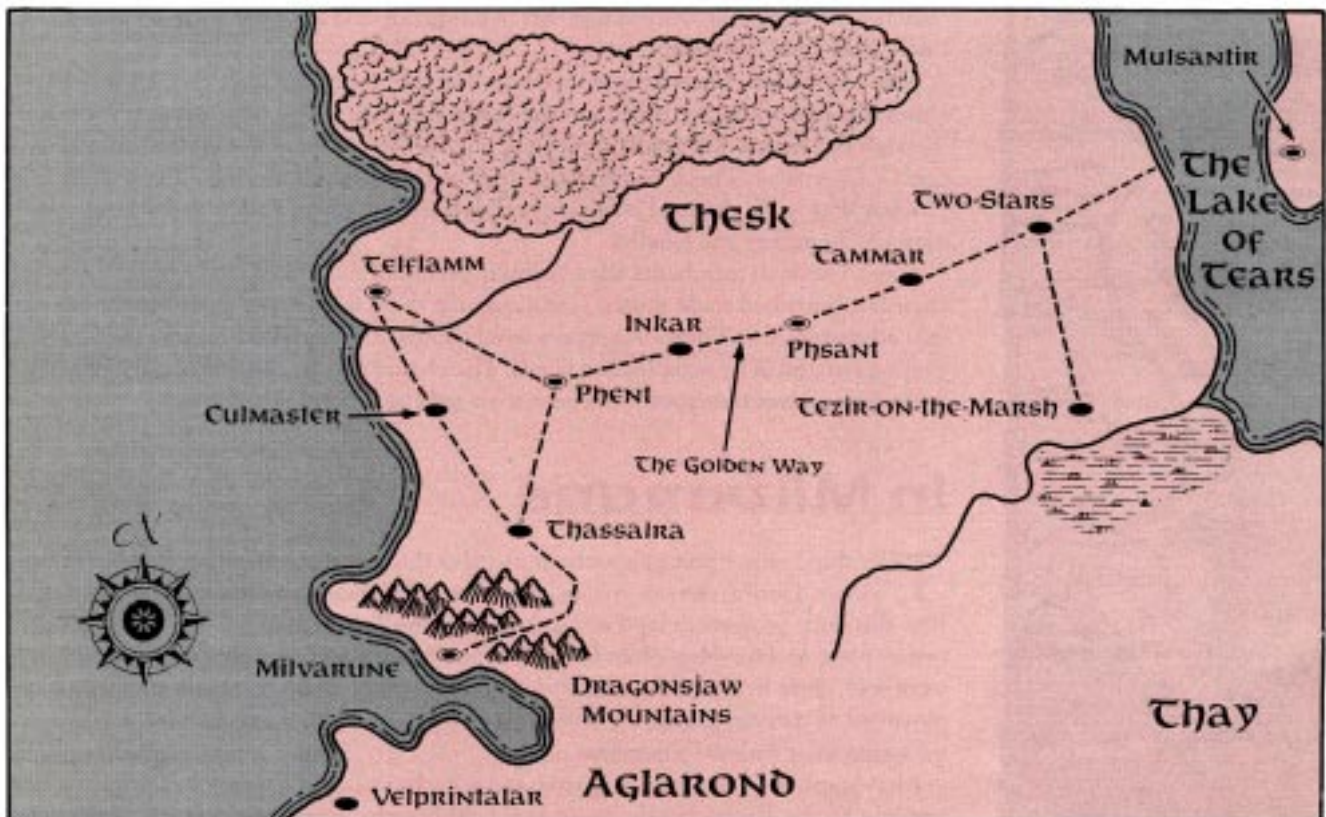 Mulsantir
The
Lake
of
Tears
Two-Stars
Thesk
Tammar
Telflamm
Inkar
Phsant
Phent
Culmaster
Tezir-on-the-Marsh
The Golden Way
Thassalra
Milvarune
Dragonsjaw
Mountains
Thay
Aglarond
Velprintalar